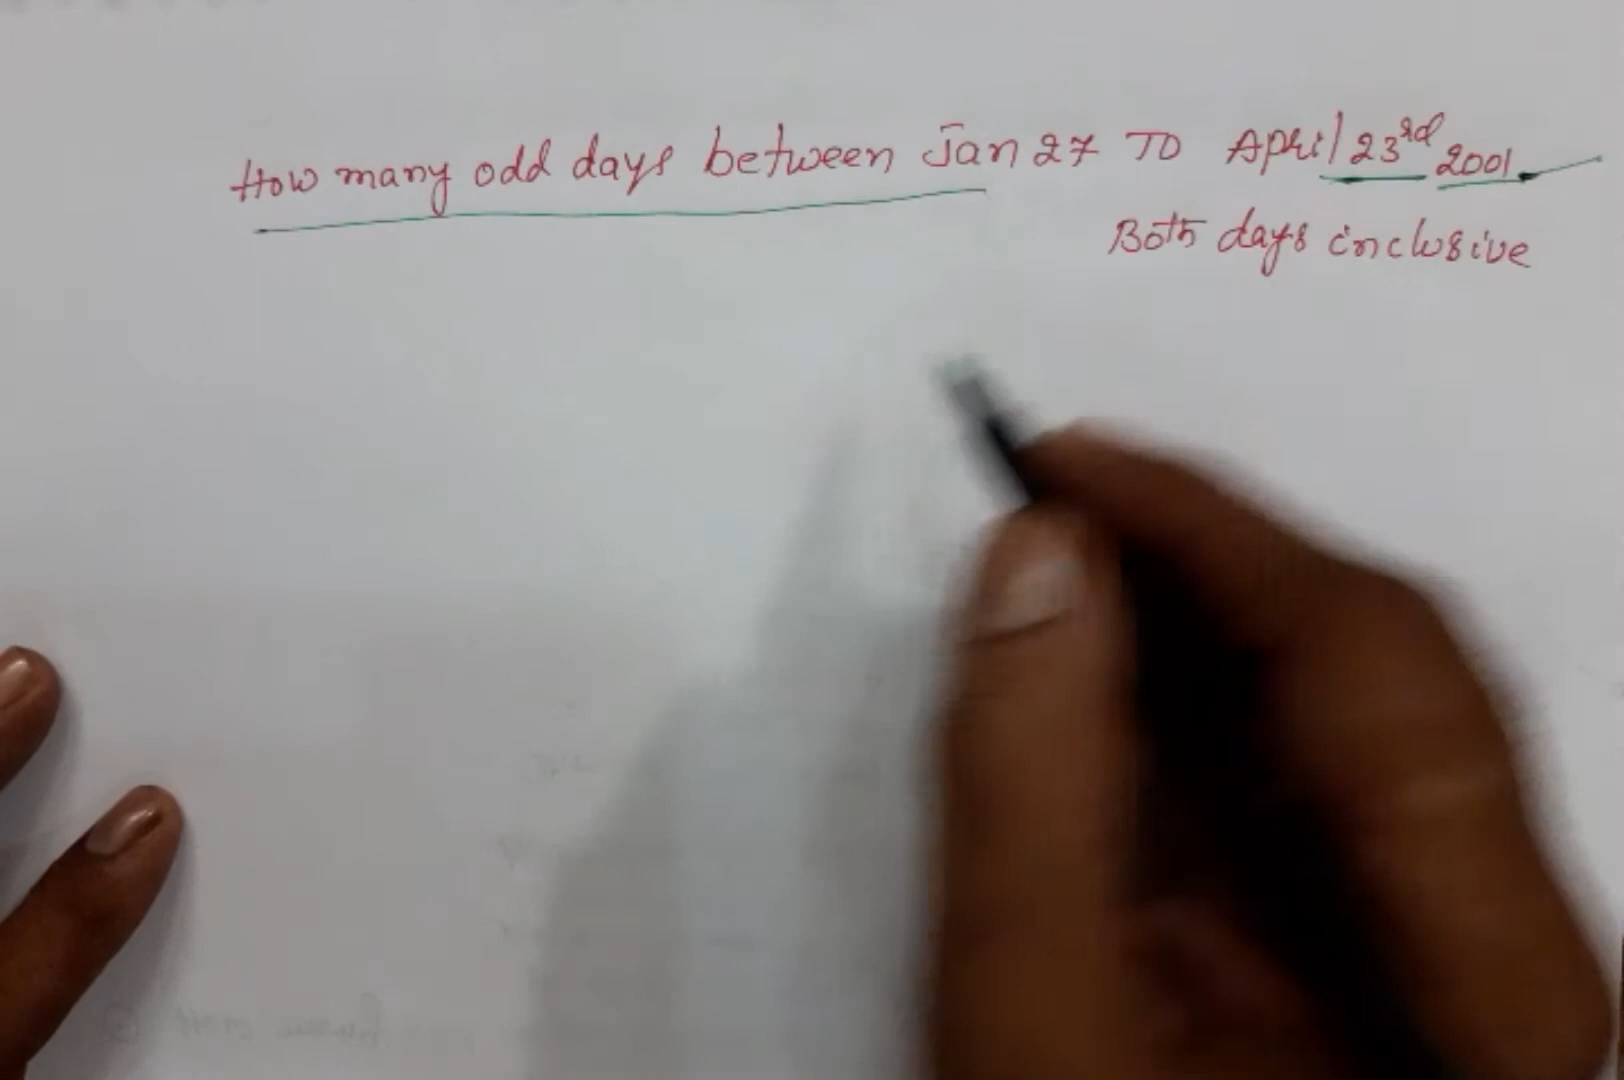 How many odd days between Jan 27 To April 23rd 2001
Both days inclusive